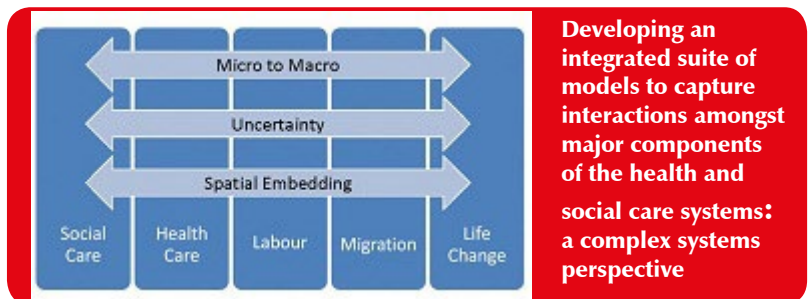 Micro to Macro
Uncertainty
Spatial Embedding
Social
Care
Health
Care
Labour
Migration
Life
Change
Developing an
integrated suite of
models to capture
interactions amongst
major components
of the health and
social care systems:
a complex systems
perspective